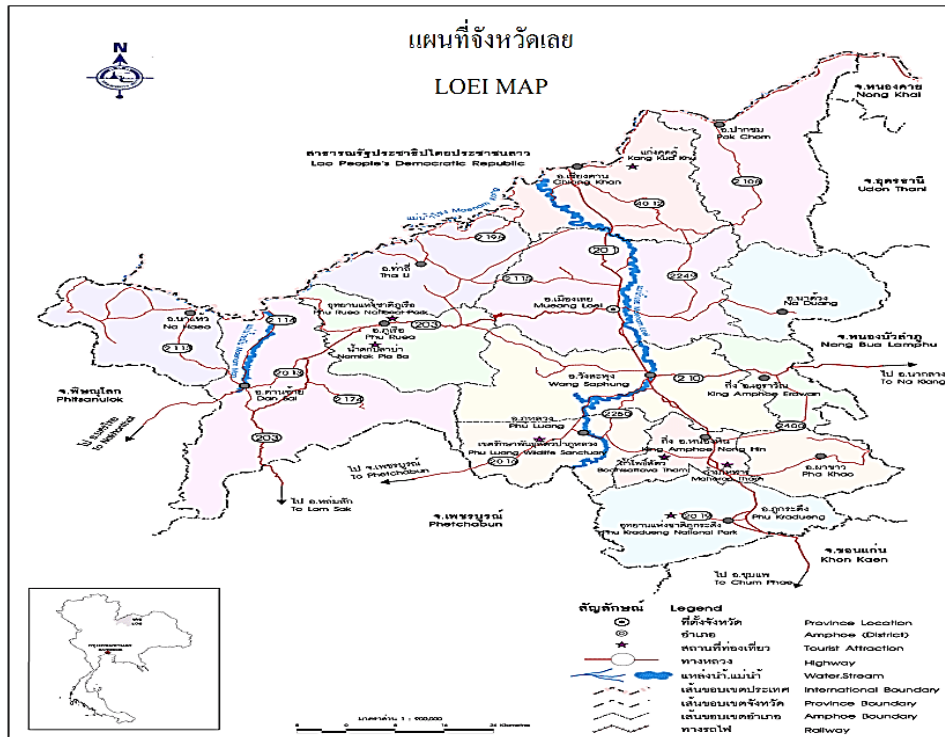 แผนที่จังหวัดเลย
LOEI MAP
N
จ.หนองคาย
Nong Khai
อ.ปากชม
Pak Chom
แก่งคุดคู้
Kang Kud Khu
สาธารณรัฐประชาธิปไตยประชาชนลาว
Lao People's Democratic Republic
อ.เชียงคาน
Chiang Khan
จ.อุดรธานี
Udon Thani
2108
4012
2195
201
อ.ท่าลี่
Tha Li
2115
2249
อ.นาด้วง
Na Duang
อ.เมืองเลย
Mueang Loei
อุทยานแห่งชาติภูเรือ
Phu Ruea National Park
อ.นาแห้ว
Na Haeo
2114
203
อ.ภูเรือ
Phu Ruea
น้ำตกปลาบ่า
Namtok Pla Ba
2113
จ.หนองบัวลำภู
Nong Bua Lamphu
2013
อ.วังสะพุง
Wang Saphung
210
กิ่ง อ.เอราวัณ
King Amphoe Erawan
ไป อ.นากลาง
To Na Klang
จ.พิษณุโลก
Phitsanulok
อ.ด่านซ้าย
Dan Sai
อ.ภูหลวง
Phu Luang
2250
203
เขตรักษาพันธุ์สัตว์ป่าภูหลวง
Phu Luang Wildlife Sanctuary
กิ่ง อ.หนองหิน
King Amphoe Nong Hin
2016
ถ้ำโพธิสัตว์
อ.ผาขาว
Pha Khao
ไป จ.เพชรบูรณ์
To Phetchabun
ไป อ.หล่มสัก
To Lom Sak
จ.เพชรบูรณ์
Phetchabun
2019
อ.ภูกระดึง
Phu Kradueng
อุทยานแห่งชาติภูกระดึง
Phu Kradueng National Park
จ.ขอนแก่น
Khon Kaen
ไป อ.ชุมแพ
To Chum Phae
สัญลักษณ์ Legend
ที่ตั้งจังหวัด Province Location
อำเภอ Amphoe (District)
สถานที่ท่องเที่ยว Tourist Attraction
ทางหลวง Highway
แหล่งน้ำ,แม่น้ำ Water,Stream
เส้นขอบเขตประเทศ International Boundary
เส้นขอบเขตจังหวัด Province Boundary
เส้นขอบเขตอำเภอ Amphoe Boundary
ทางรถไฟ Railway
มาตราส่วน 1 : 900,000